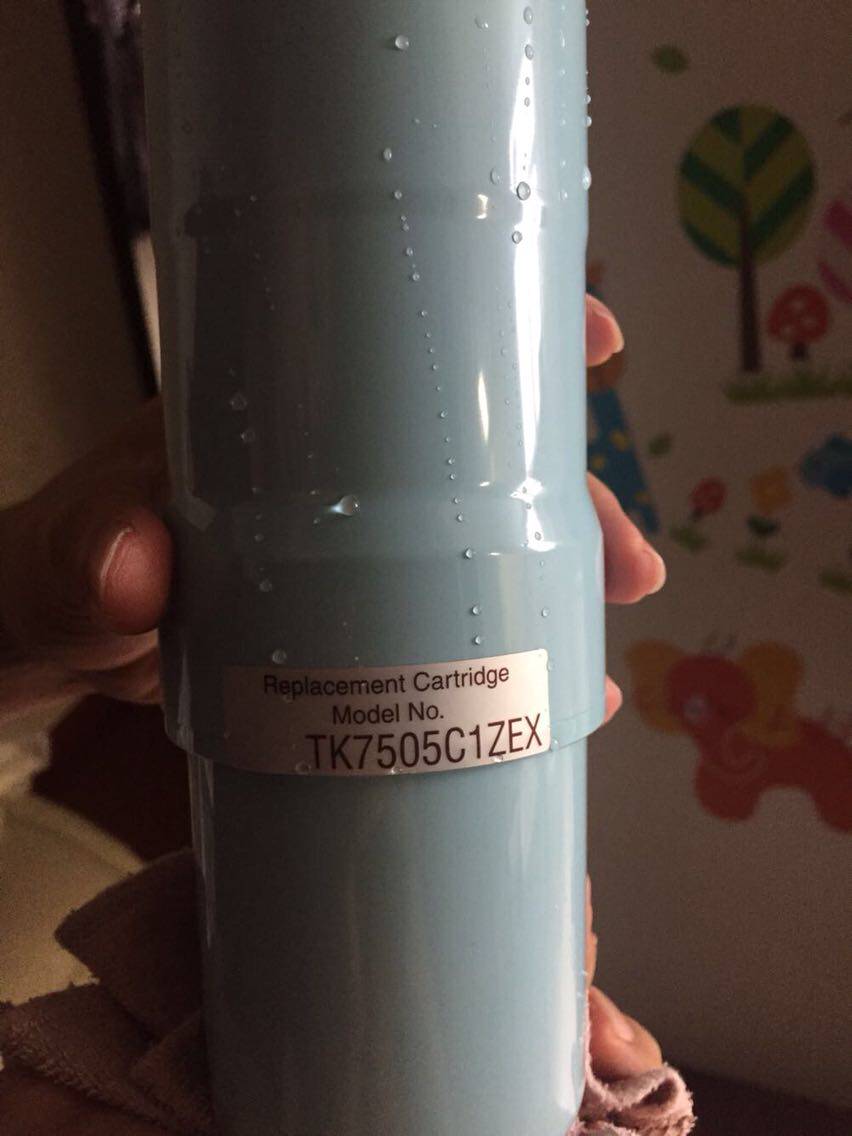 Replacement Cartridge
Model No.
TK7505C1ZEX